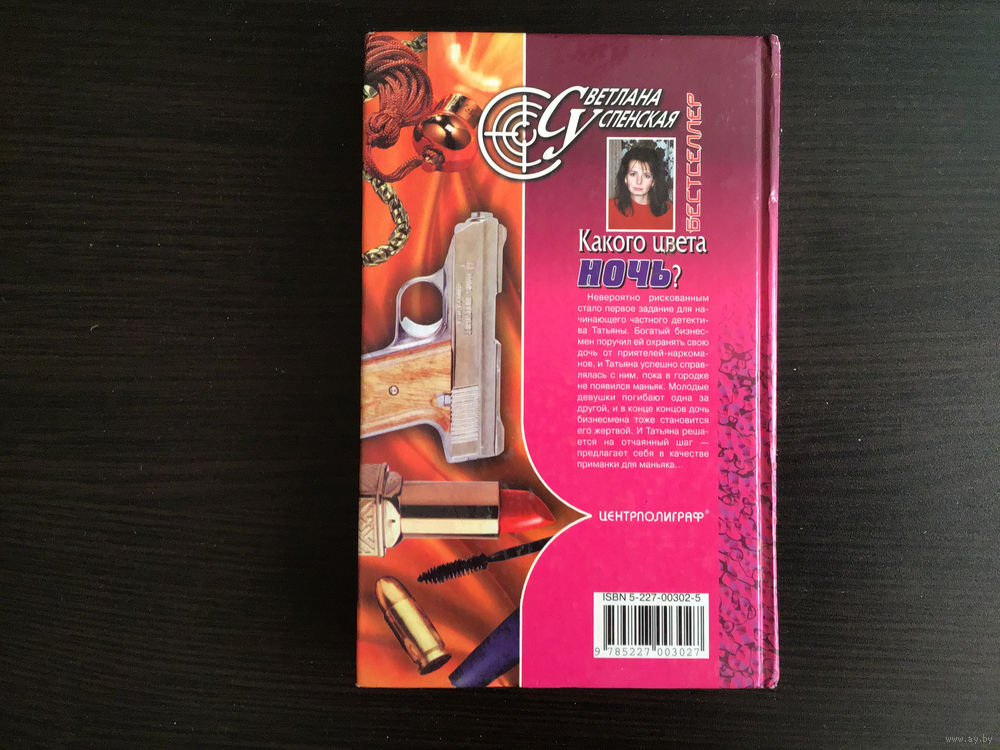 СВЕТЛАНА
УСПЕНСКАЯ
БЕСТСЕЛЛЕР
Какого цвета
НОЧЬ?
Невероятно рискованным
стало первое задание для на-
чинающего частного детекти-
ва Татьяны. Богатый бизнес-
мен поручил ей охранять свою
дочь от приятелей-наркома-
нов, и Татьяна успешно справ-
лялась с ним, пока в городке
не появился маньяк. Молодые
девушки погибают одна за
другой, и в конце концов дочь
бизнесмена тоже становится
его жертвой. И Татьяна реша-
ется на отчаянный шаг —
предлагает себя в качестве
приманки для маньяка...
ЦЕНТРПОЛИГРАФ®
ISBN 5-227-00302-5
9 785227 003027
www.ay.by